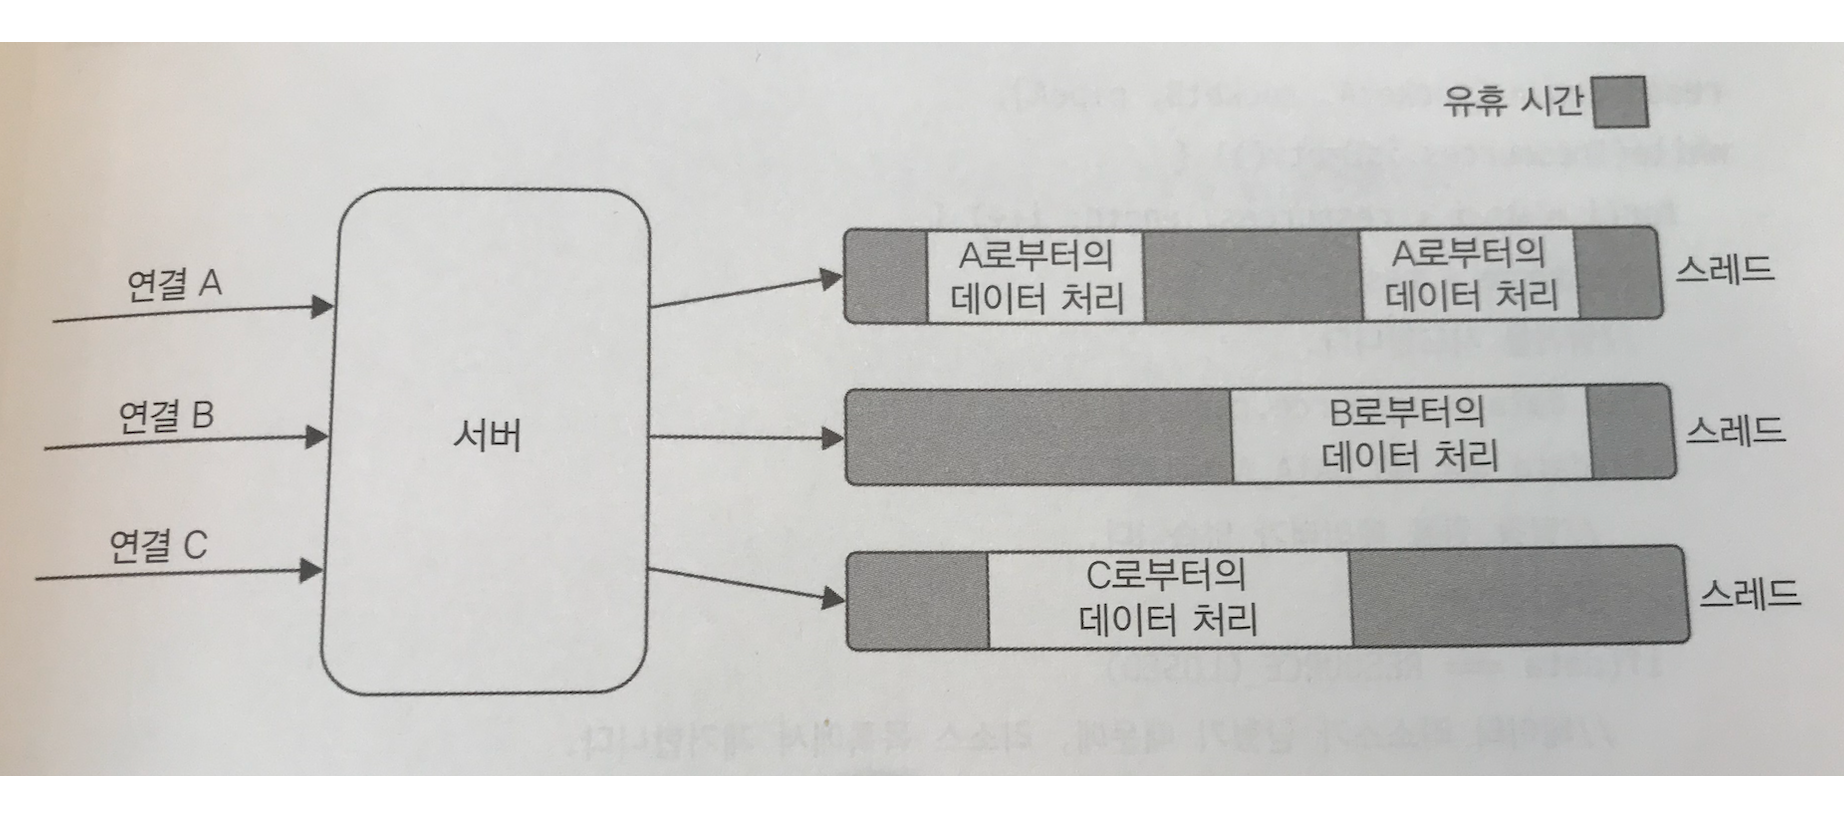 유휴 시간
연결 A
연결 B
연결 C
서버
A로부터의
데이터 처리
A로부터의
데이터 처리
스레드
B로부터의
데이터 처리
스레드
C로부터의
데이터 처리
스레드